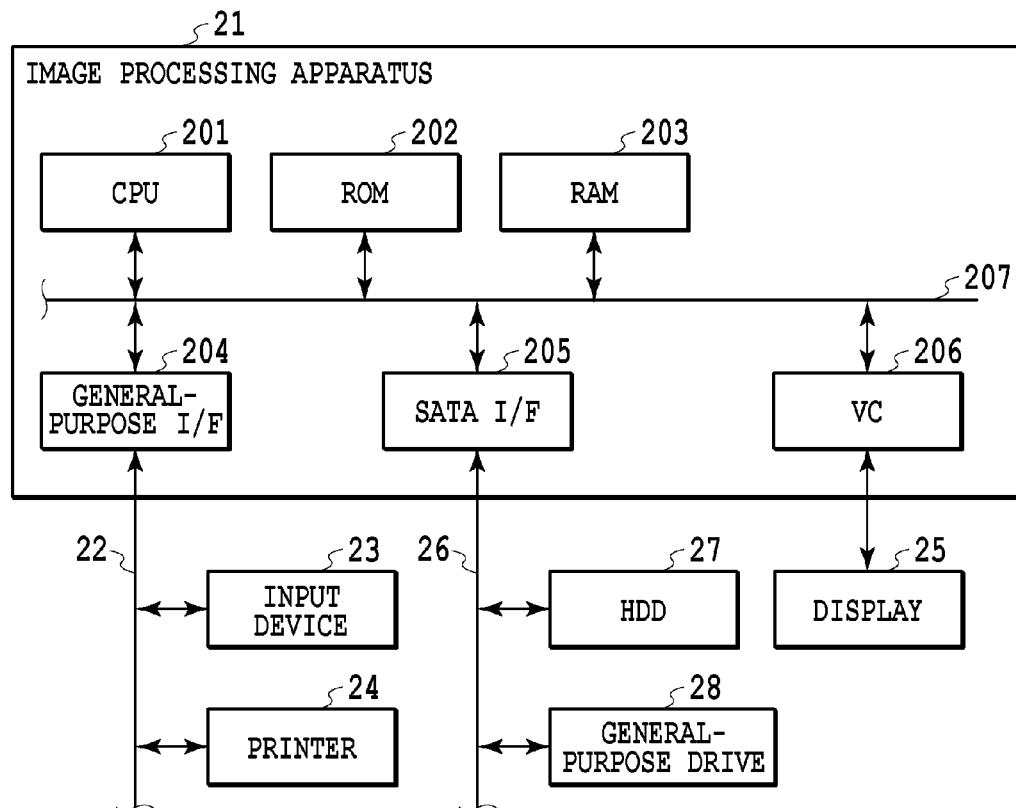 21
IMAGE PROCESSING APPARATUS
201
202
203
CPU
ROM
RAM
207
204
205
206
GENERAL-
PURPOSE I/F
SATA I/F
VC
22
23
26
27
25
INPUT
DEVICE
HDD
DISPLAY
24
28
PRINTER
GENERAL-
PURPOSE DRIVE